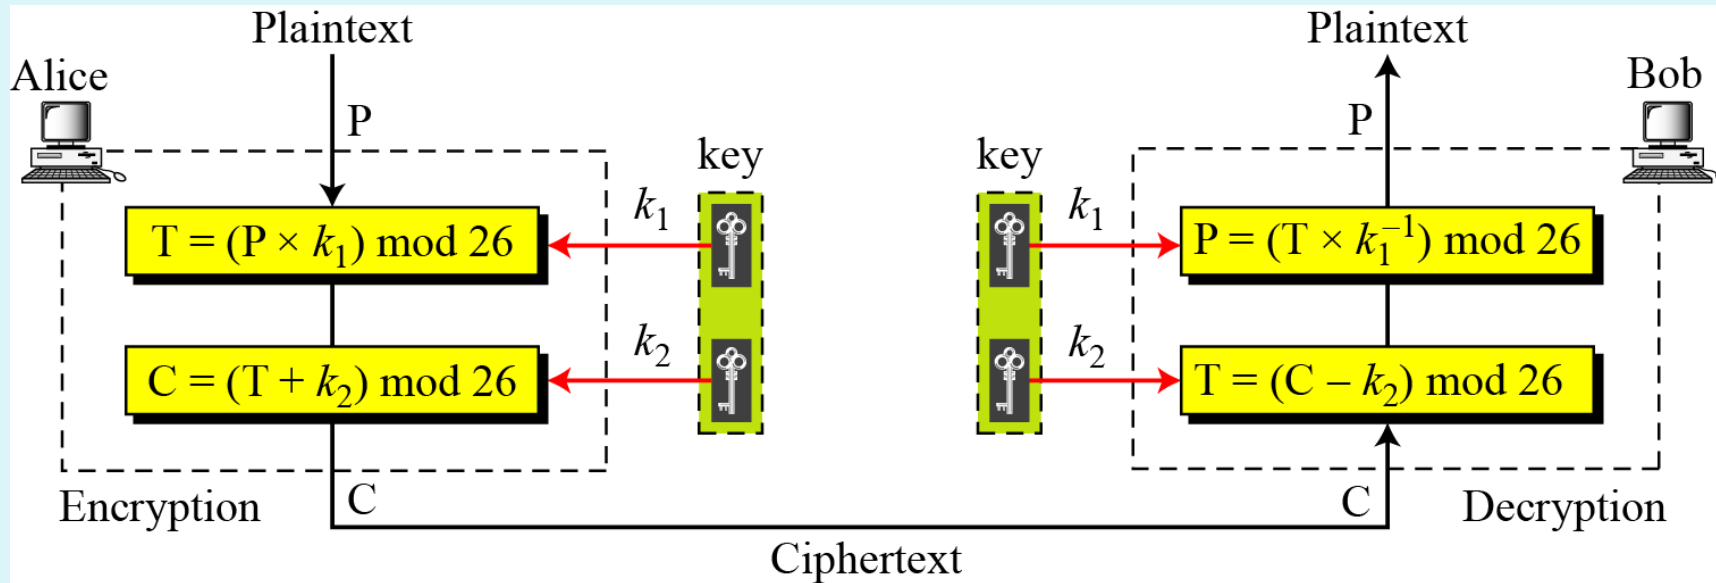 Plaintext
Plaintext
Alice
Bob
P
P
key
key
k₁
k₁
T = (P × k₁) mod 26
P = (T × k₁⁻¹) mod 26
k₂
k₂
C = (T + k₂) mod 26
T = (C – k₂) mod 26
Encryption
C
C
Decryption
Ciphertext